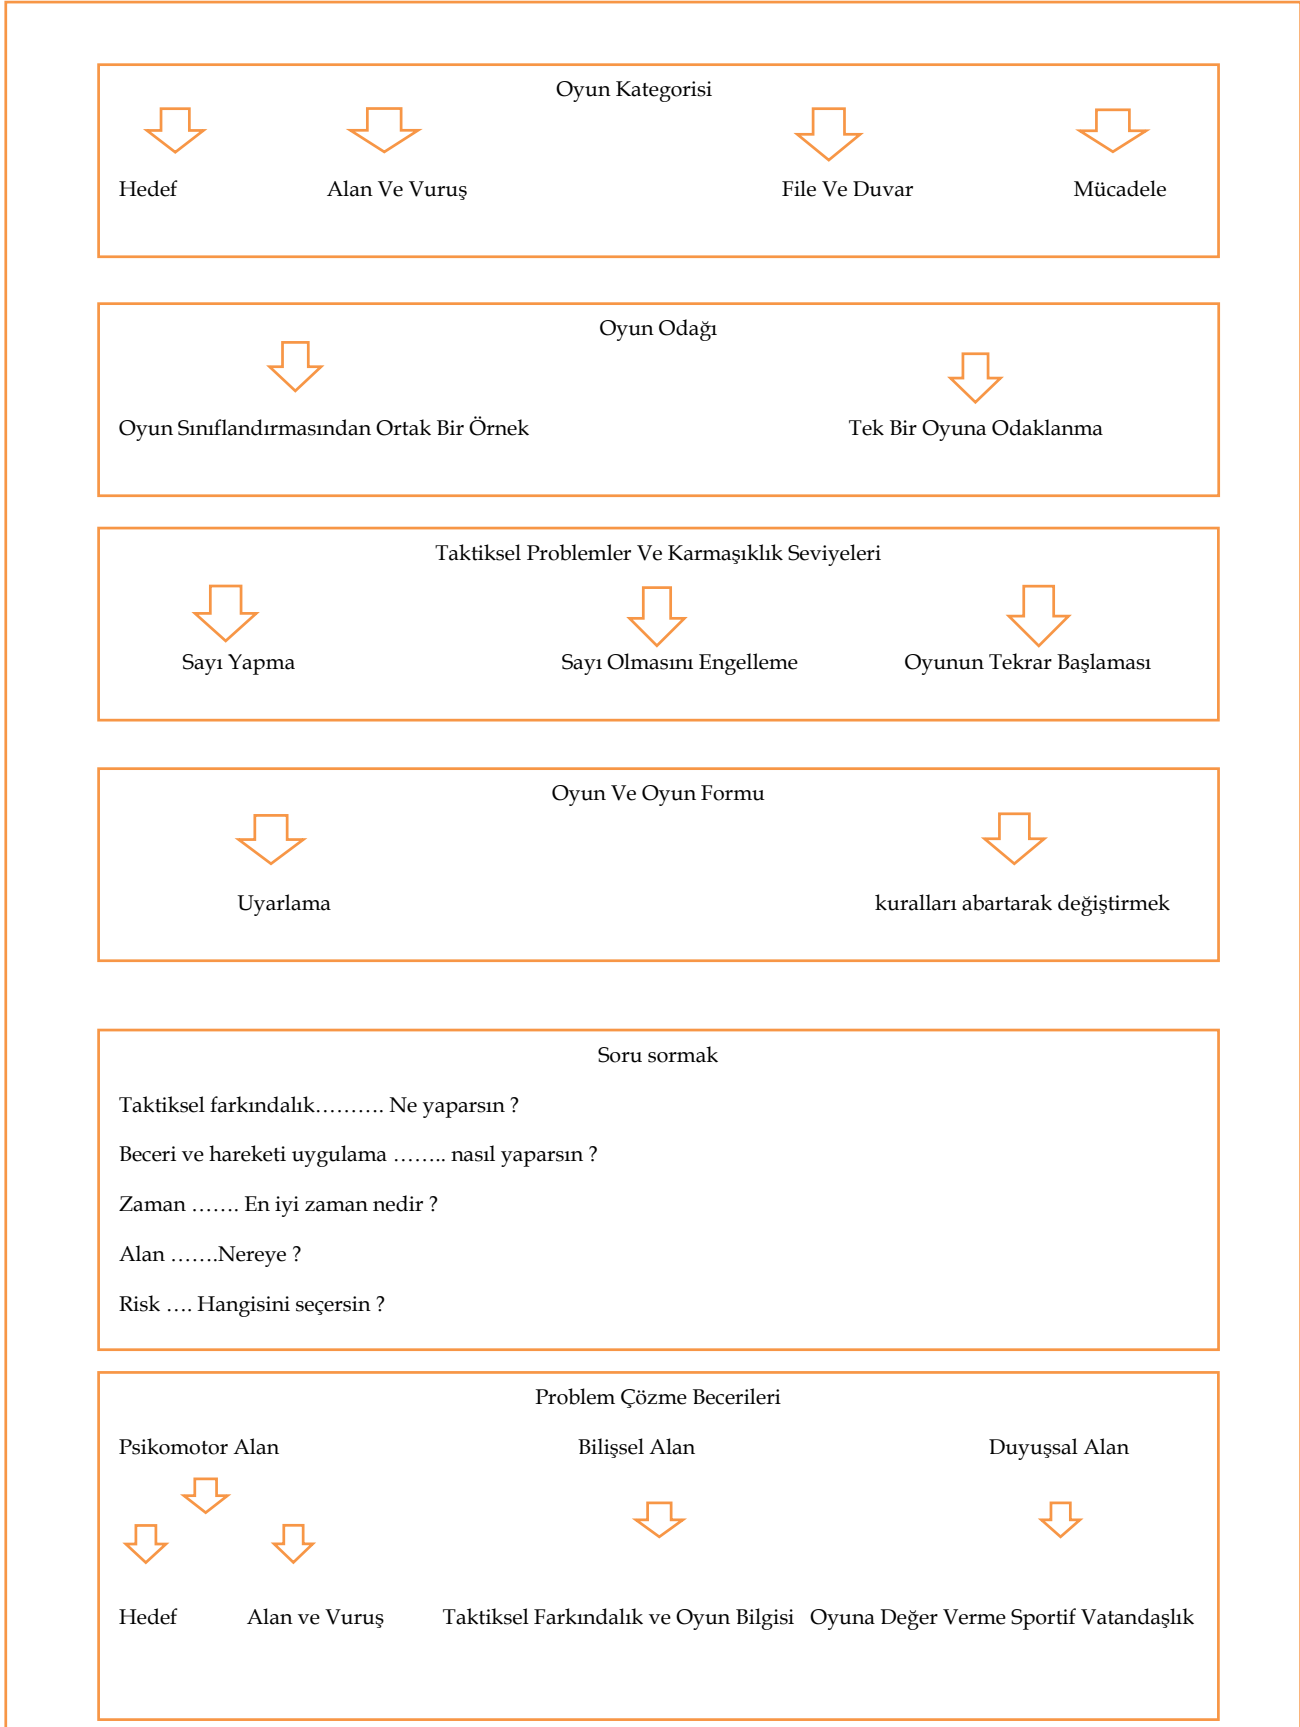 Oyun Kategorisi
Hedef Alan Ve Vuruş File Ve Duvar Mücadele
Oyun Odağı
Oyun Sınıflandırmasından Ortak Bir Örnek Tek Bir Oyuna Odaklanma
Taktiksel Problemler Ve Karmaşıklık Seviyeleri
Sayı Yapma Sayı Olmasını Engelleme Oyunun Tekrar Başlaması
Oyun Ve Oyun Formu
Uyarlama kuralları abartarak değiştirmek
Soru sormak
Taktiksel farkındalık………. Ne yaparsın ?
Beceri ve hareketi uygulama …….. nasıl yaparsın ?
Zaman ……. En iyi zaman nedir ?
Alan …….Nereye ?
Risk …. Hangisini seçersin ?
Problem Çözme Becerileri
Psikomotor Alan Bilişsel Alan Duyuşsal Alan
Hedef Alan ve Vuruş Taktiksel Farkındalık ve Oyun Bilgisi Oyuna Değer Verme Sportif Vatandaşlık